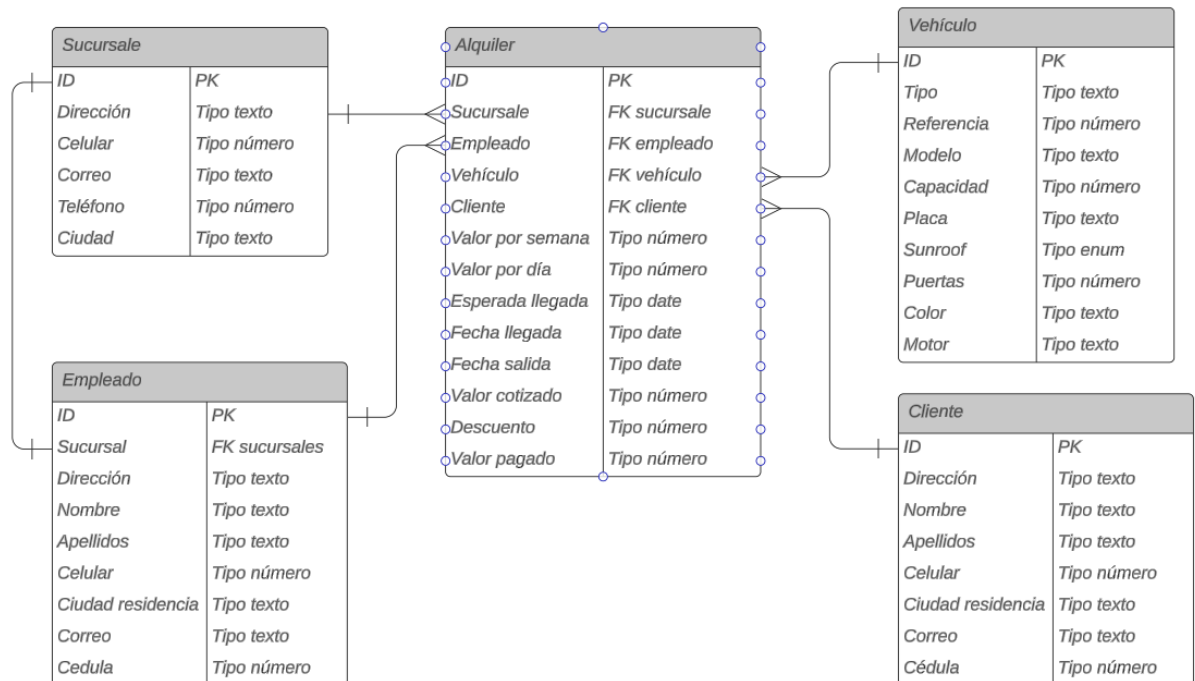 Sucursale
ID PK
Dirección Tipo texto
Celular Tipo número
Correo Tipo texto
Teléfono Tipo número
Ciudad Tipo texto
Empleado
ID PK
Sucursal FK sucursales
Dirección Tipo texto
Nombre Tipo texto
Apellidos Tipo texto
Celular Tipo número
Ciudad residencia Tipo texto
Correo Tipo texto
Cedula Tipo número
Alquiler
ID PK
Sucursale FK sucursale
Empleado FK empleado
Vehículo FK vehículo
Cliente FK cliente
Valor por semana Tipo número
Valor por día Tipo número
Esperada llegada Tipo date
Fecha llegada Tipo date
Fecha salida Tipo date
Valor cotizado Tipo número
Descuento Tipo número
Valor pagado Tipo número
Vehículo
ID PK
Tipo Tipo texto
Referencia Tipo número
Modelo Tipo texto
Capacidad Tipo número
Placa Tipo texto
Sunroof Tipo enum
Puertas Tipo número
Color Tipo texto
Motor Tipo texto
Cliente
ID PK
Dirección Tipo texto
Nombre Tipo texto
Apellidos Tipo texto
Celular Tipo número
Ciudad residencia Tipo texto
Correo Tipo texto
Cédula Tipo número